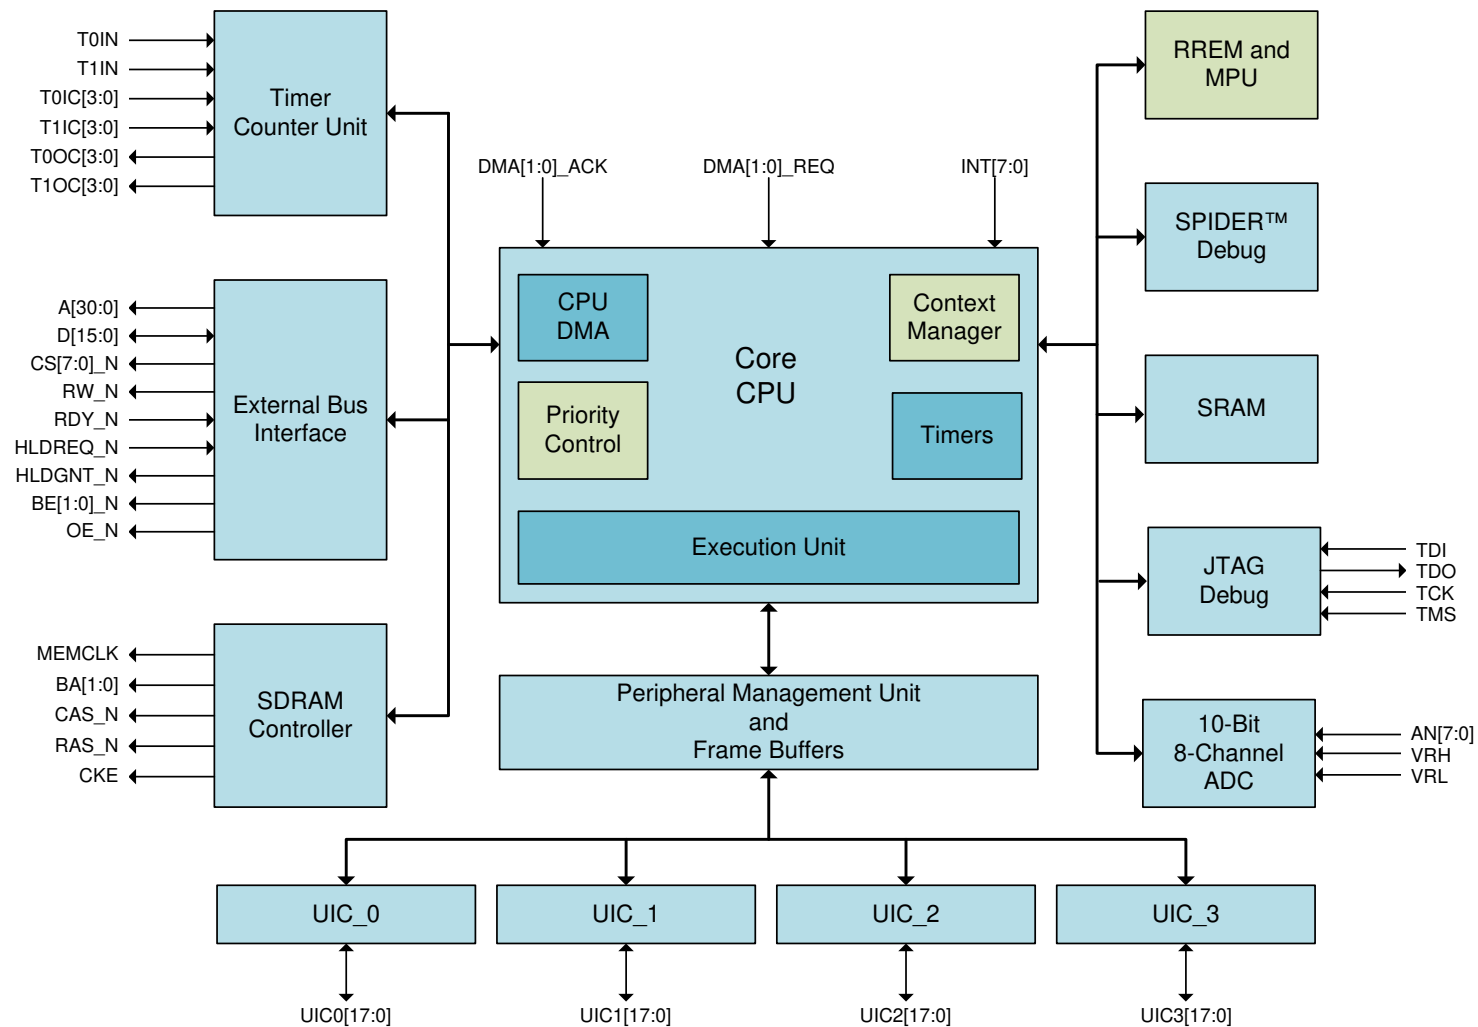 T0IN
T1IN
T0IC[3:0]
T1IC[3:0]
T0OC[3:0]
T1OC[3:0]
Timer
Counter Unit
A[30:0]
D[15:0]
CS[7:0]_N
RW_N
RDY_N
HLDREQ_N
HLDGNT_N
BE[1:0]_N
OE_N
External Bus
Interface
MEMCLK
BA[1:0]
CAS_N
RAS_N
CKE
SDRAM
Controller
DMA[1:0]_ACK
DMA[1:0]_REQ
INT[7:0]
CPU
DMA
Core
CPU
Context
Manager
Priority
Control
Timers
Execution Unit
Peripheral Management Unit
and
Frame Buffers
RREM and
MPU
SPIDER™
Debug
SRAM
JTAG
Debug
TDI
TDO
TCK
TMS
10-Bit
8-Channel
ADC
AN[7:0]
VRH
VRL
UIC_0
UIC_1
UIC_2
UIC_3
UIC0[17:0]
UIC1[17:0]
UIC2[17:0]
UIC3[17:0]